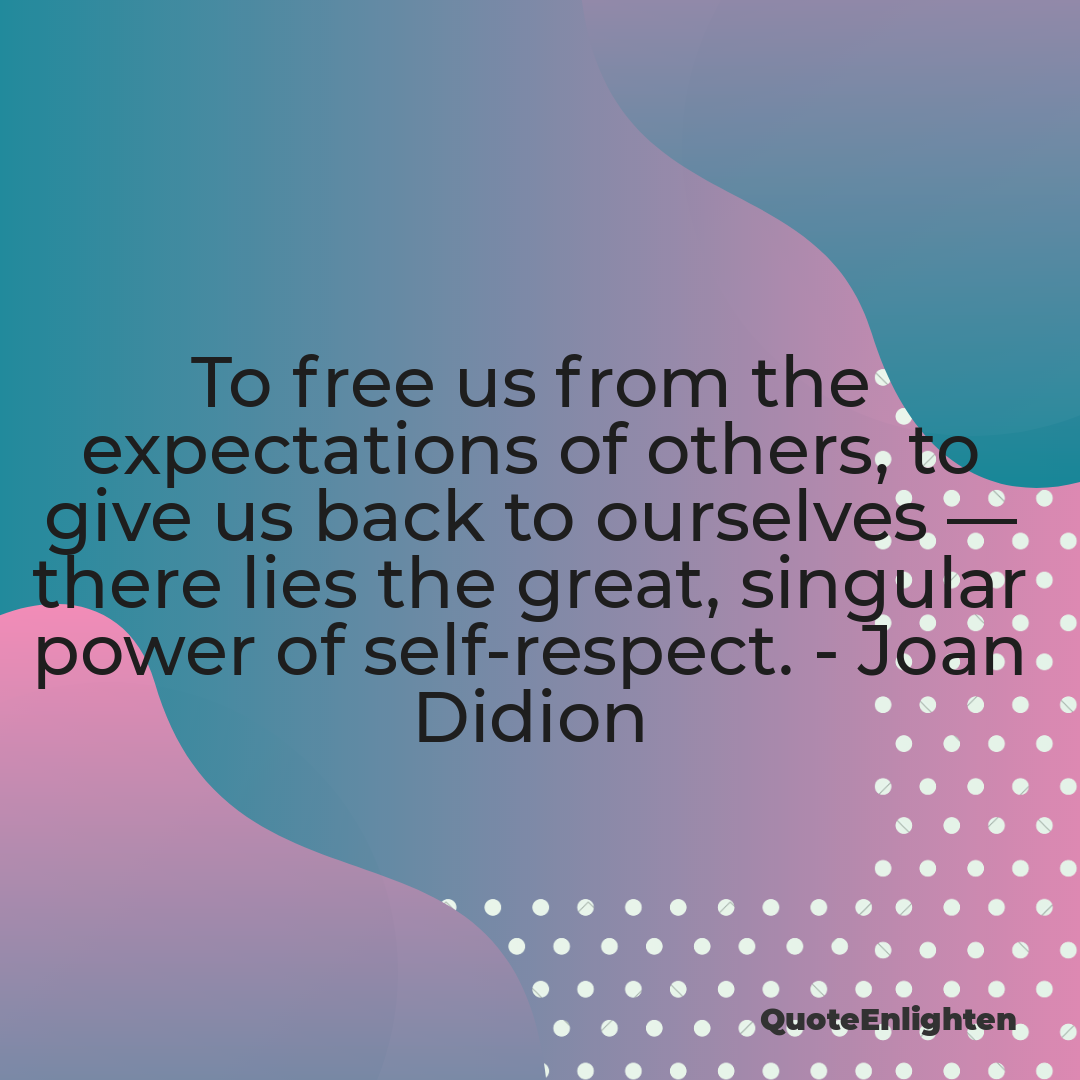 To free us from the
expectations of others, to
give us back to ourselves —
there lies the great, singular
power of self-respect. - Joan
Didion
QuoteEnlighten